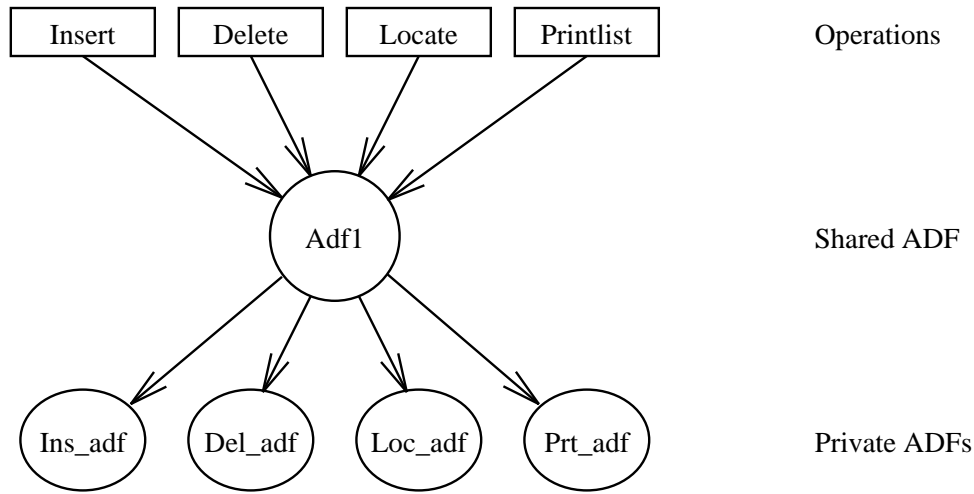 Insert Delete Locate Printlist Operations
Adf1 Shared ADF
Ins_adf Del_adf Loc_adf Prt_adf Private ADFs